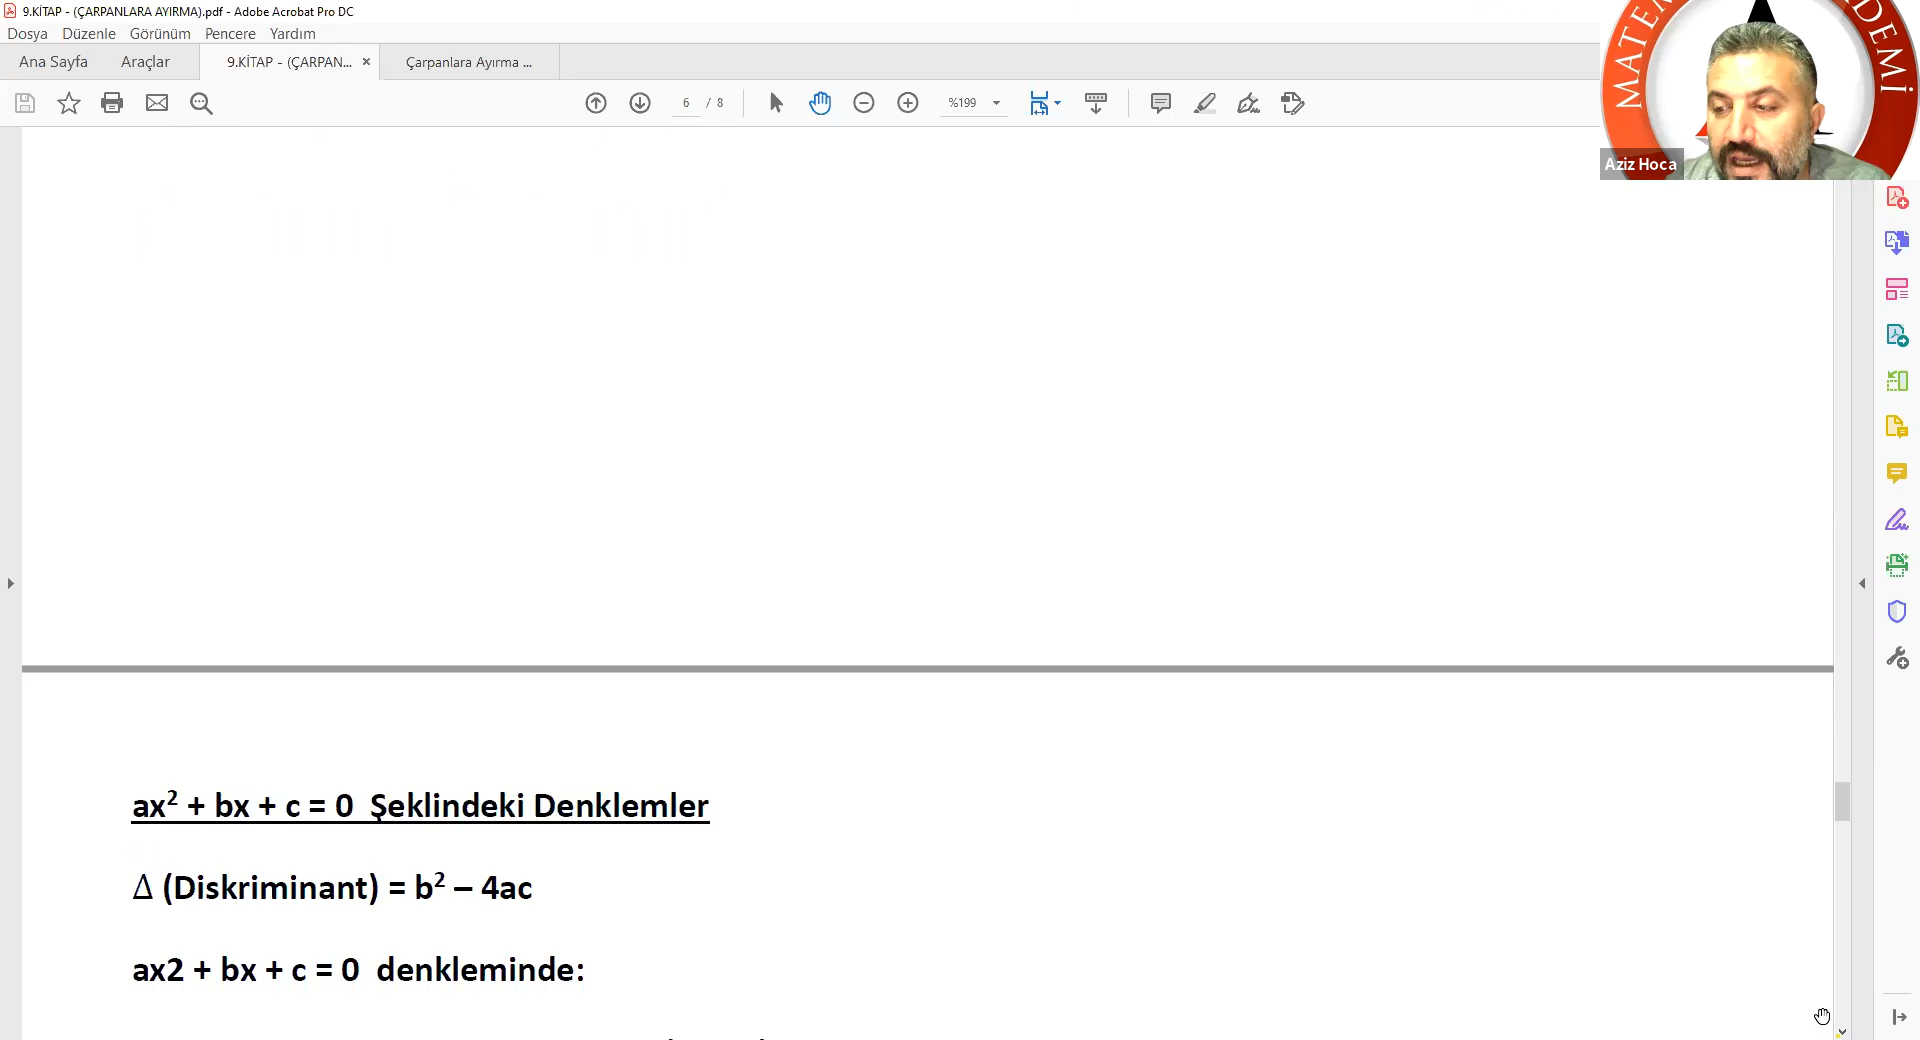 9.KİTAP - (ÇARPANLARA AYIRMA).pdf - Adobe Acrobat Pro DC
Dosya Düzenle Görünüm Pencere Yardım
Ana Sayfa Araçlar 9.KİTAP - (ÇARPAN... × Çarpanlara Ayırma ...
6 / 8 %199
Aziz Hoca
ax² + bx + c = 0 Şeklindeki Denklemler
Δ (Diskriminant) = b² – 4ac
ax2 + bx + c = 0 denkleminde: